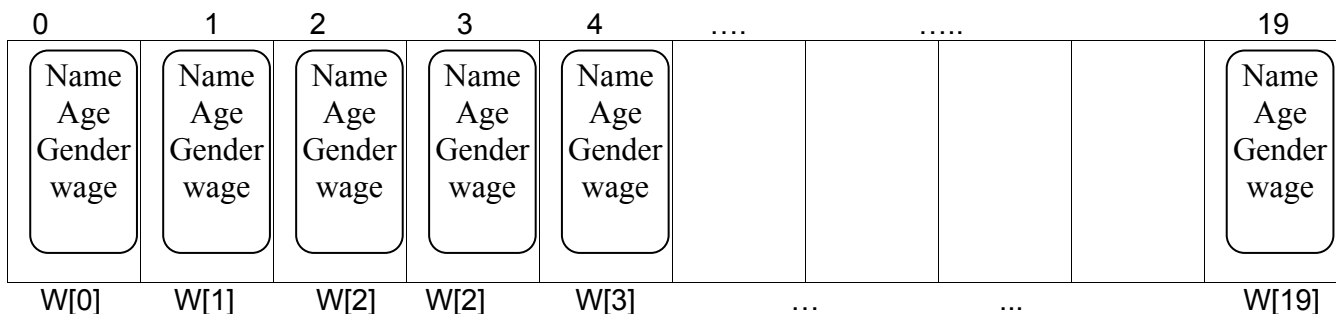 0 1 2 3 4 .... ..... 19
Name Name Name Name Name Name
Age Age Age Age Age Age
Gender Gender Gender Gender Gender Gender
wage wage wage wage wage wage
W[0] W[1] W[2] W[2] W[3] ... ... W[19]